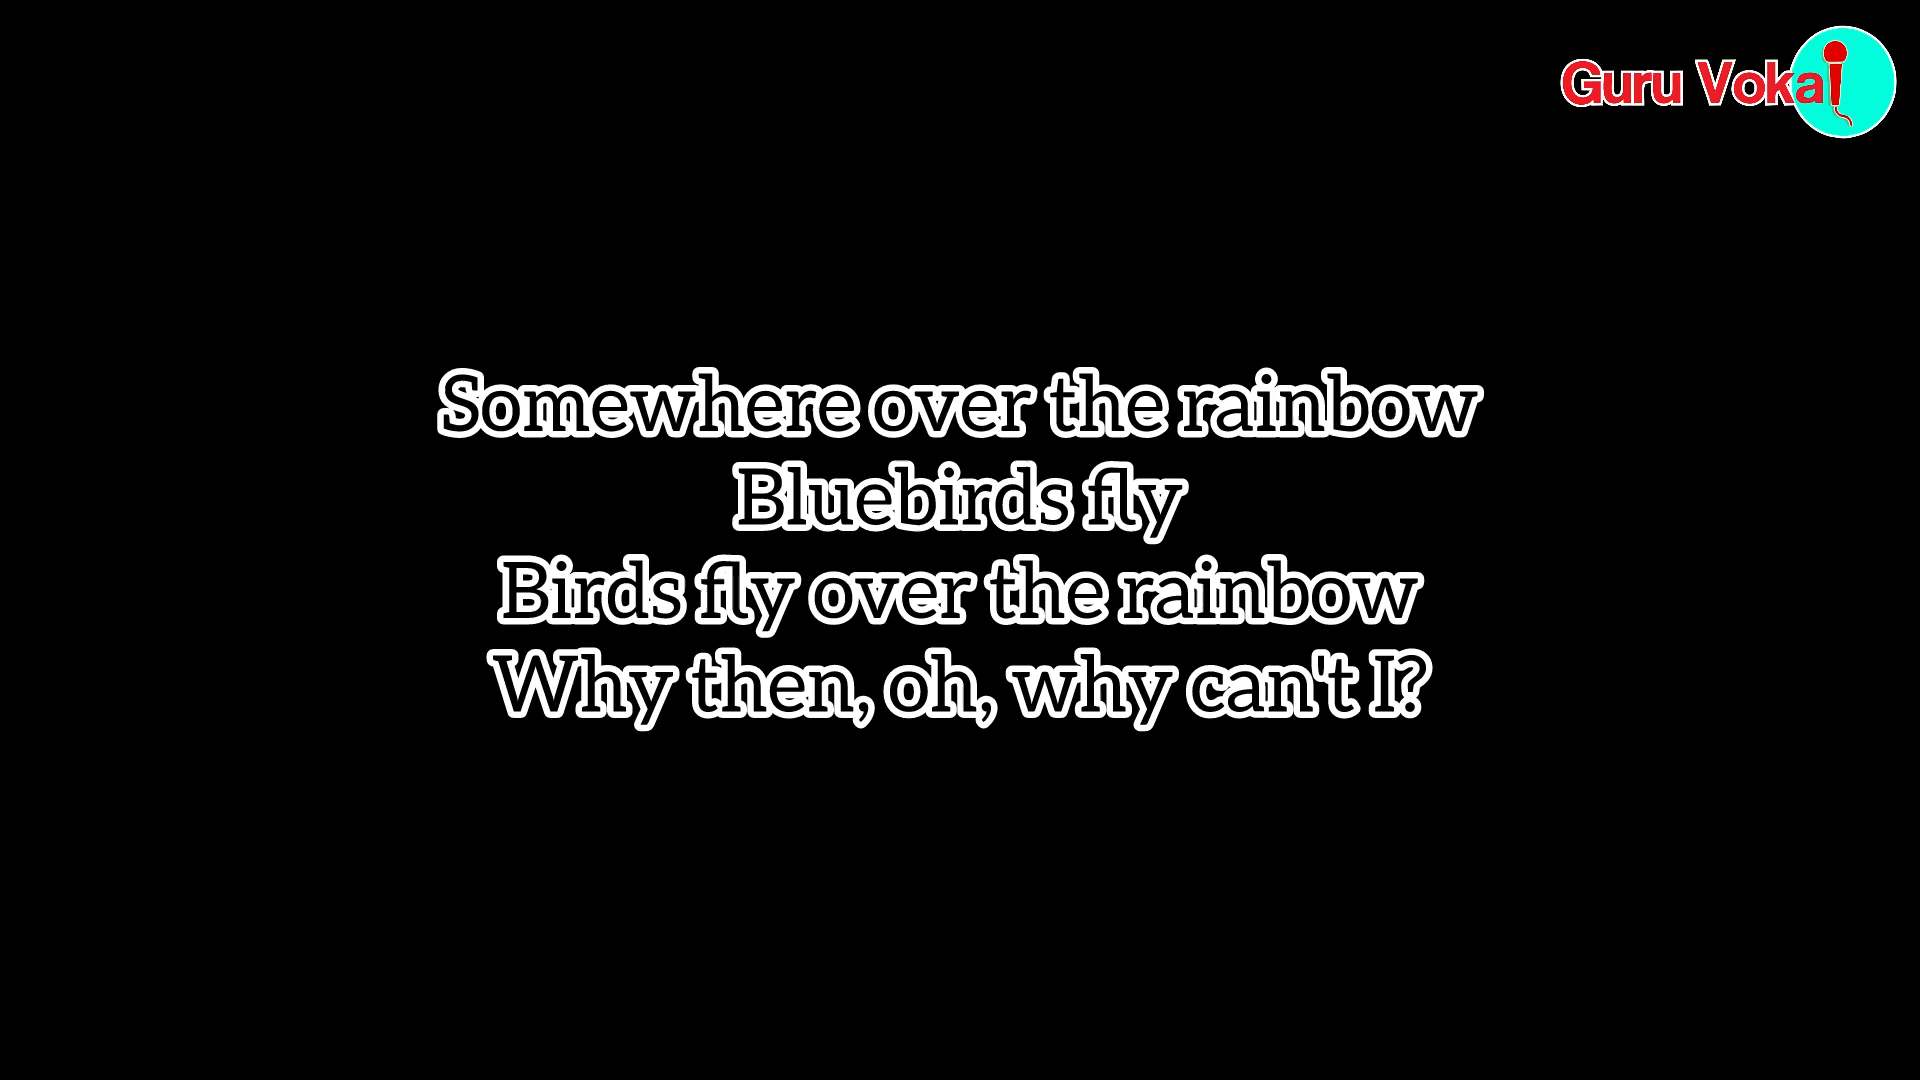 Guru Vokal
Somewhere over the rainbow
Bluebirds fly
Birds fly over the rainbow
Why then, oh, why can't I?